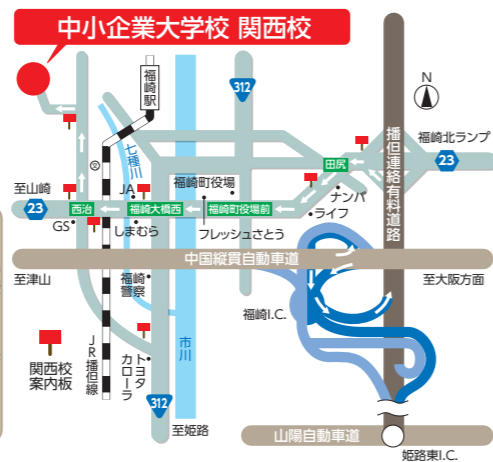 中小企業大学校 関西校
福崎駅
312
N
七種川
播但連絡有料道路
福崎北ランプ
23
田尻
至山崎
23
JA
福崎町役場
ナンバ
西治
福崎大橋西
福崎町役場前
ライフ
GS
しまむら
フレッシュさとう
中国縦貫自動車道
至津山
福崎警察
福崎I.C.
至大阪方面
市川
関西校
案内板
JR播但線
トヨタ
カローラ
312
至姫路
山陽自動車道
姫路東I.C.